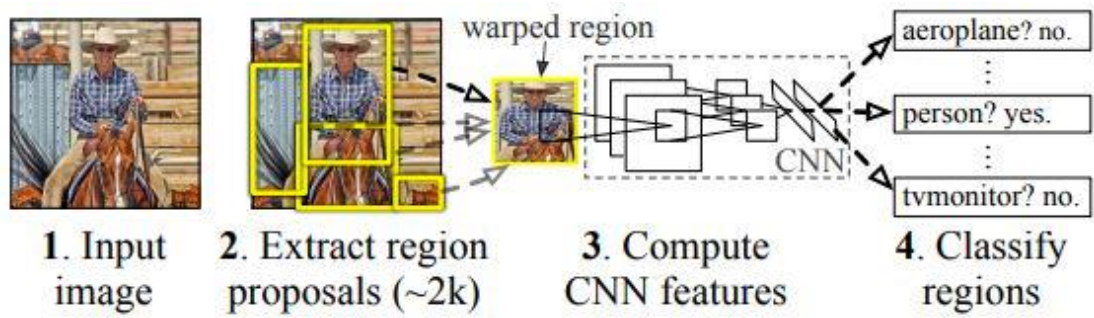 warped region
aeroplane? no.
person? yes.
CNN
tvmonitor? no.
1. Input
image
2. Extract region
proposals (~2k)
3. Compute
CNN features
4. Classify
regions